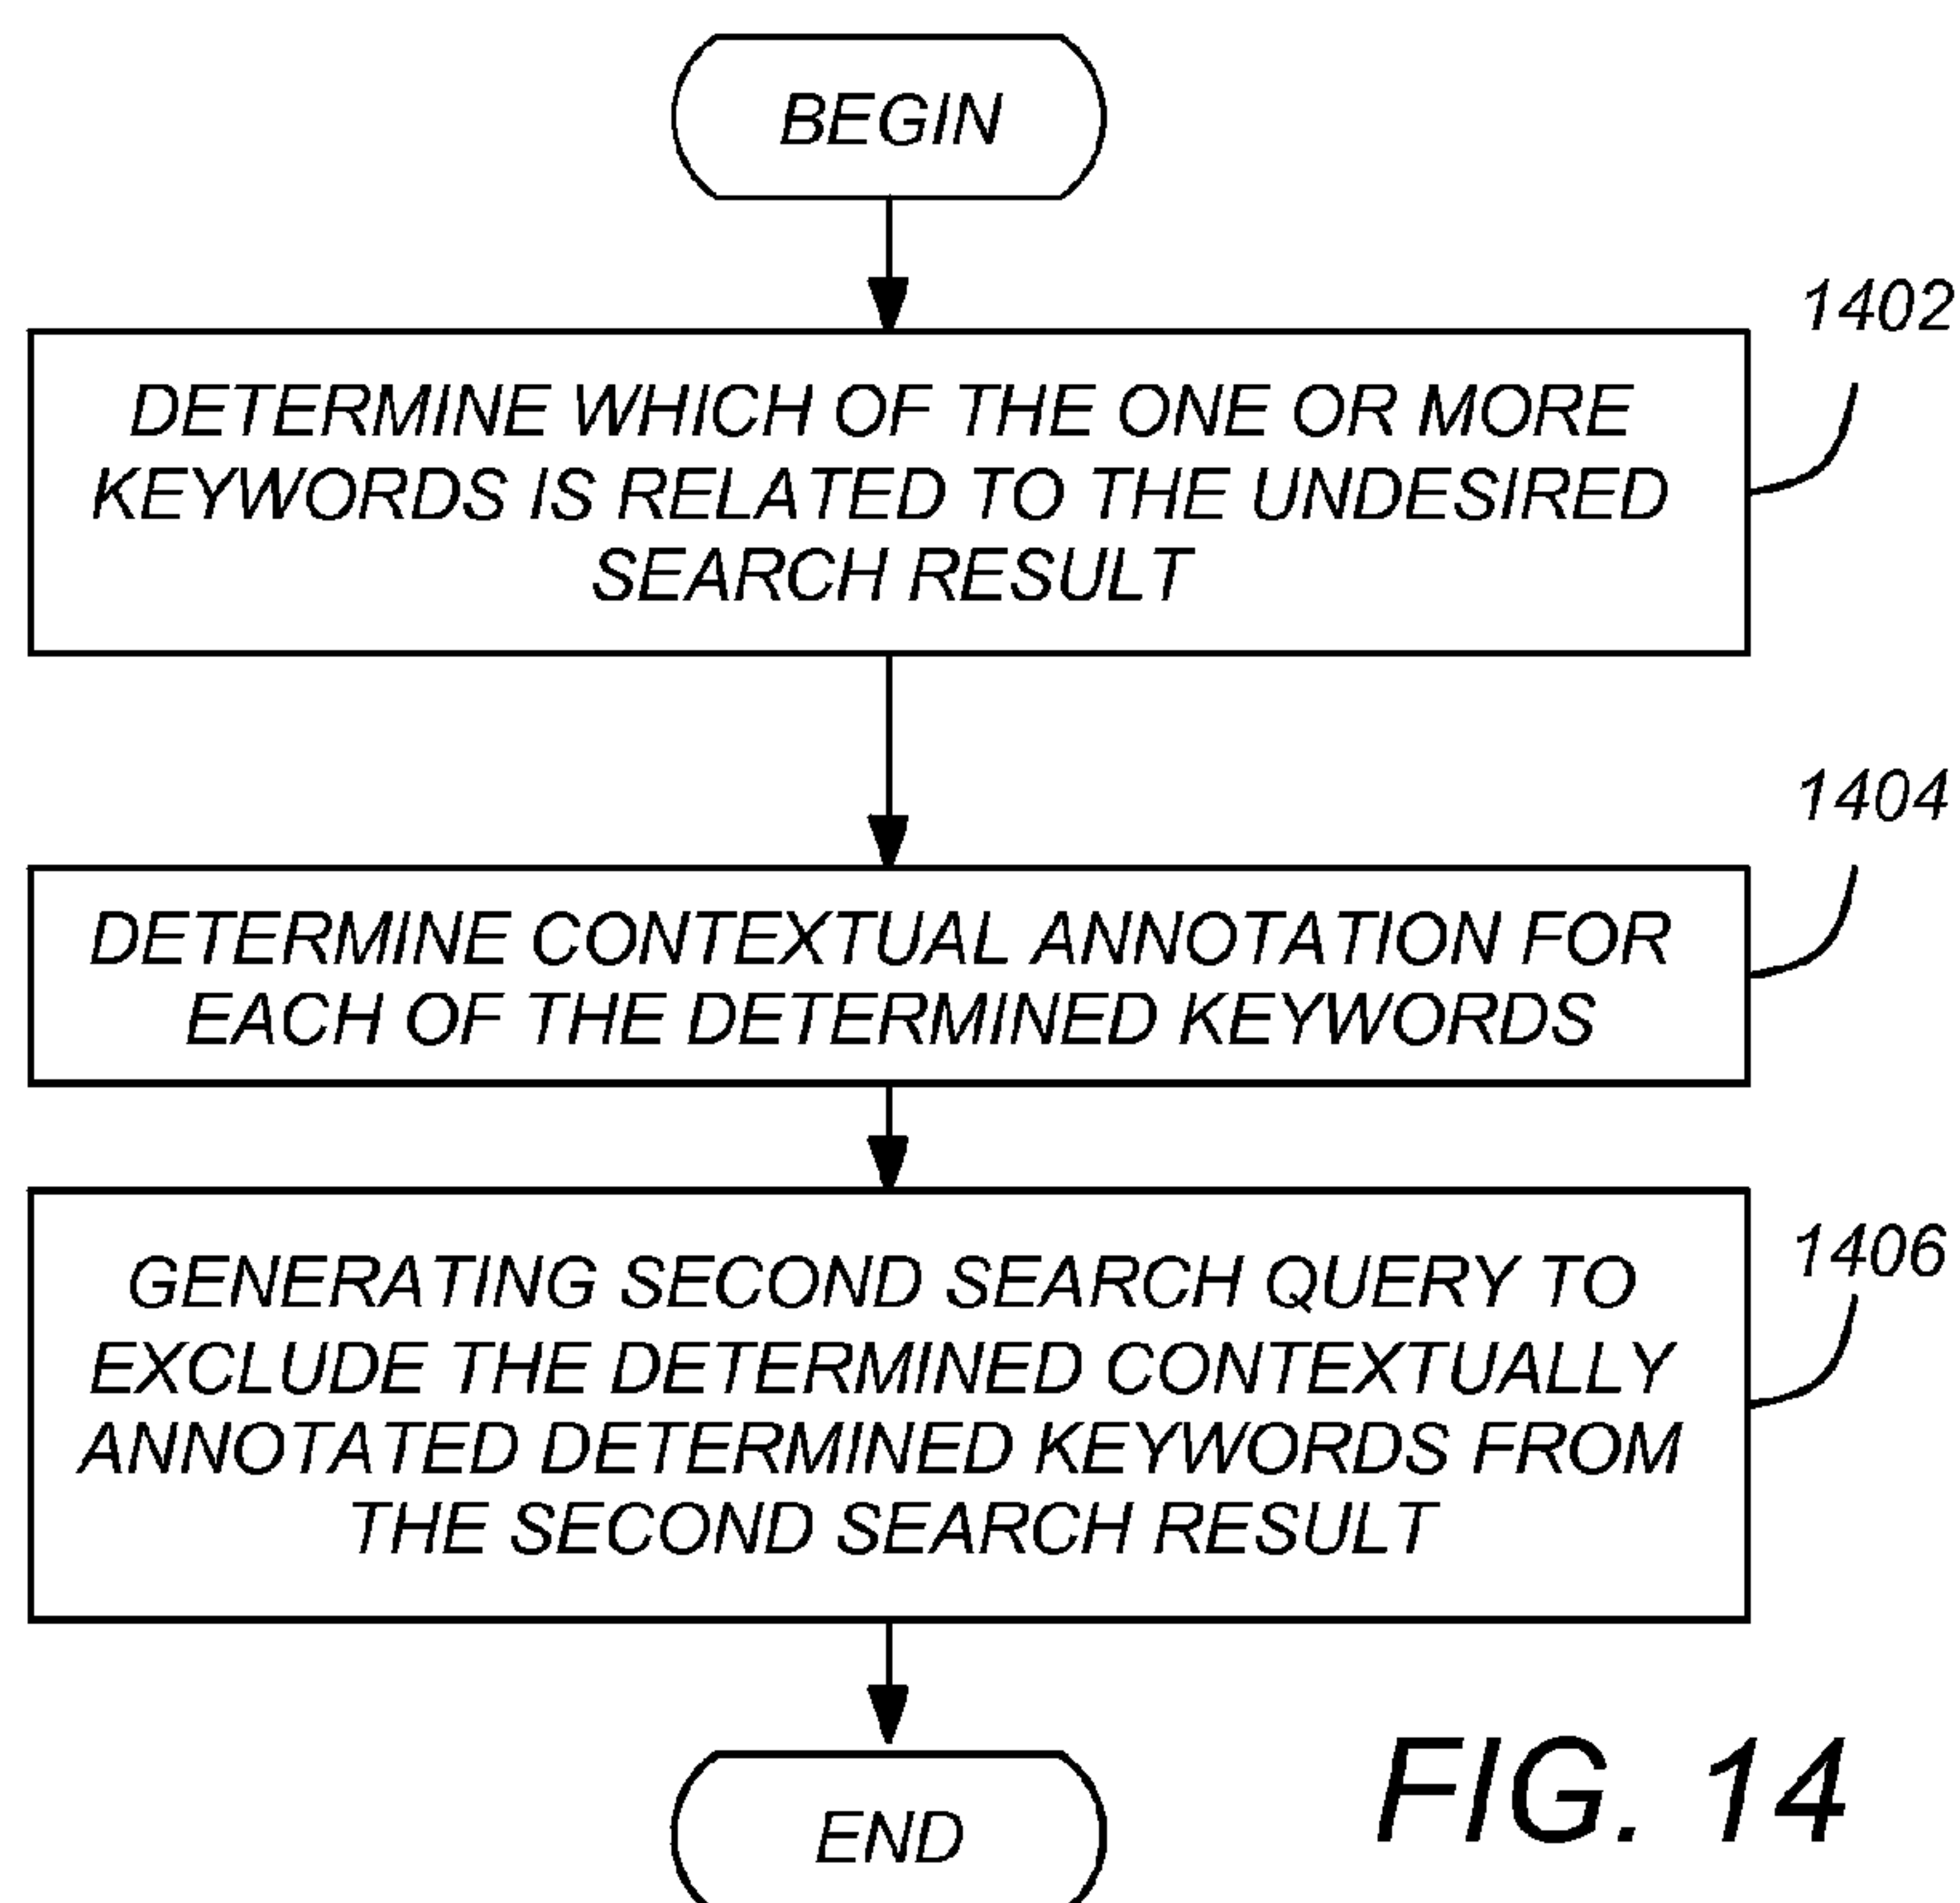 BEGIN
1402
DETERMINE WHICH OF THE ONE OR MORE
KEYWORDS IS RELATED TO THE UNDESIRED
SEARCH RESULT
1404
DETERMINE CONTEXTUAL ANNOTATION FOR
EACH OF THE DETERMINED KEYWORDS
1406
GENERATING SECOND SEARCH QUERY TO
EXCLUDE THE DETERMINED CONTEXTUALLY
ANNOTATED DETERMINED KEYWORDS FROM
THE SECOND SEARCH RESULT
END
FIG. 14